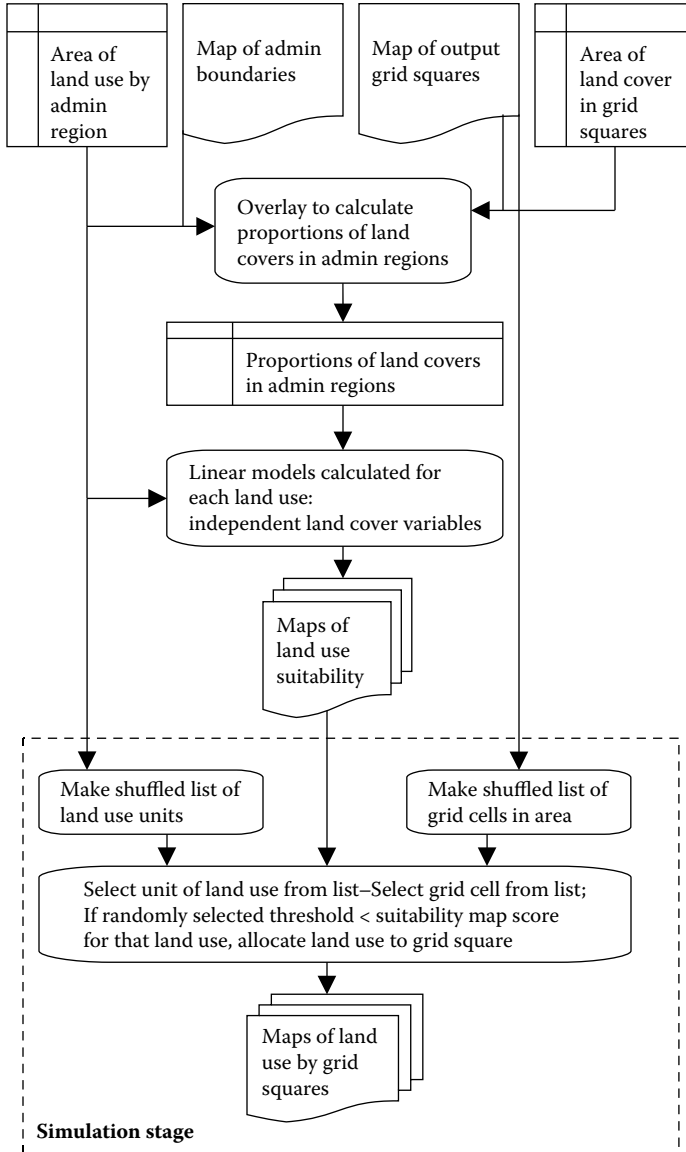 Area of
land use by
admin
region
Map of admin
boundaries
Map of output
grid squares
Area of
land cover
in grid
squares
Overlay to calculate
proportions of land
covers in admin regions
Proportions of land covers
in admin regions
Linear models calculated for
each land use:
independent land cover variables
Maps of
land use
suitability
Make shuffled list of
land use units
Make shuffled list of
grid cells in area
Select unit of land use from list–Select grid cell from list;
If randomly selected threshold < suitability map score
for that land use, allocate land use to grid square
Maps of land
use by grid
squares
Simulation stage